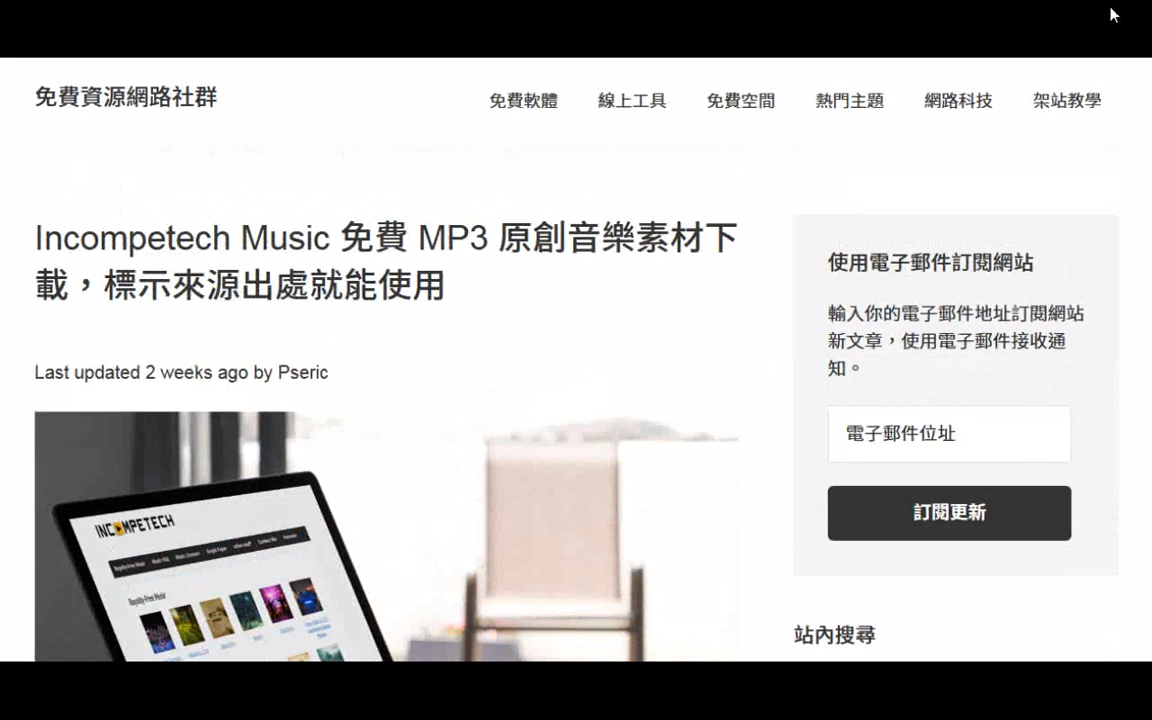 免費資源網路社群
免費軟體 線上工具 免費空間 熱門主題 網路科技 架站教學
Incompetech Music 免費 MP3 原創音樂素材下
載，標示來源出處就能使用
Last updated 2 weeks ago by Pseric
INCOMPETECH
Royalty-Free Music
使用電子郵件訂閱網站
輸入你的電子郵件地址訂閱網站
新文章，使用電子郵件接收通
知。
電子郵件位址
訂閱更新
站內搜尋